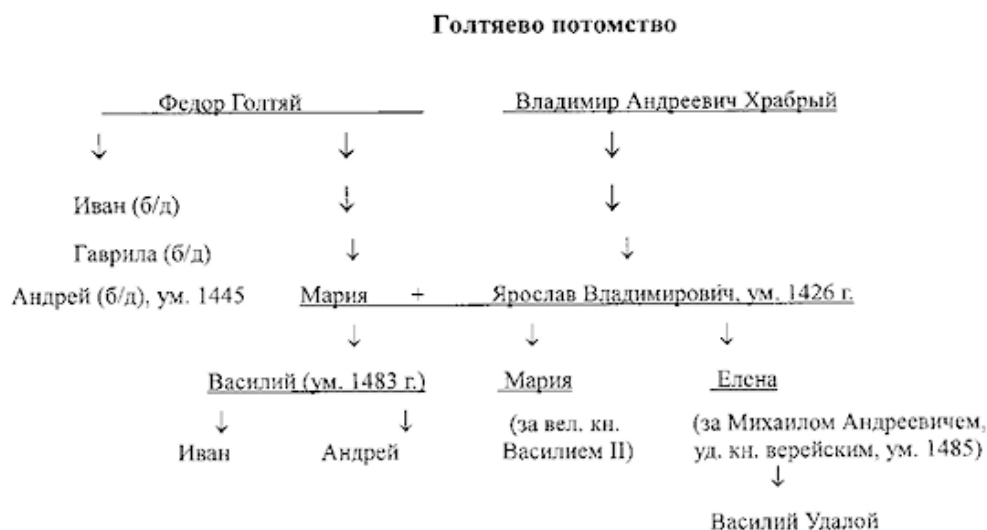 Голтяево потомство
Федор Голтяй Владимир Андреевич Храбрый
Иван (б/д)
Гаврила (б/д)
Андрей (б/д), ум. 1445 Мария + Ярослав Владимирович, ум. 1426 г.
Василий (ум. 1483 г.) Мария Елена
(за вел. кн. (за Михаилом Андреевичем,
Иван Андрей Василием II) уд. кн. верейским, ум. 1485)
Василий Удалой